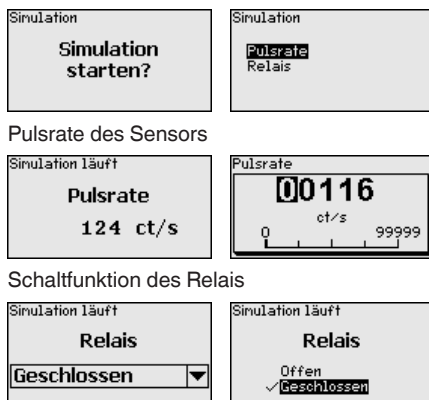 Simulation
Simulation
starten?
Simulation
Pulsrate
Relais
Pulsrate des Sensors
Simulation läuft
Pulsrate
124 ct/s
Pulsrate
00116
ct/s
0 99999
Schaltfunktion des Relais
Simulation läuft
Relais
Geschlossen
Simulation läuft
Relais
Offen
Geschlossen